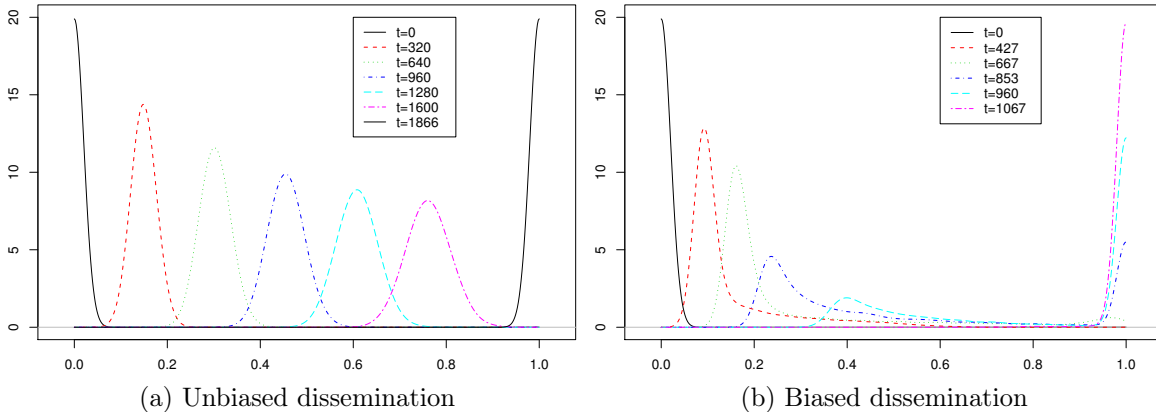 20
15
10
5
0
t=0
t=320
t=640
t=960
t=1280
t=1600
t=1866
0.0 0.2 0.4 0.6 0.8 1.0
(a) Unbiased dissemination
20
15
10
5
0
t=0
t=427
t=667
t=853
t=960
t=1067
0.0 0.2 0.4 0.6 0.8 1.0
(b) Biased dissemination